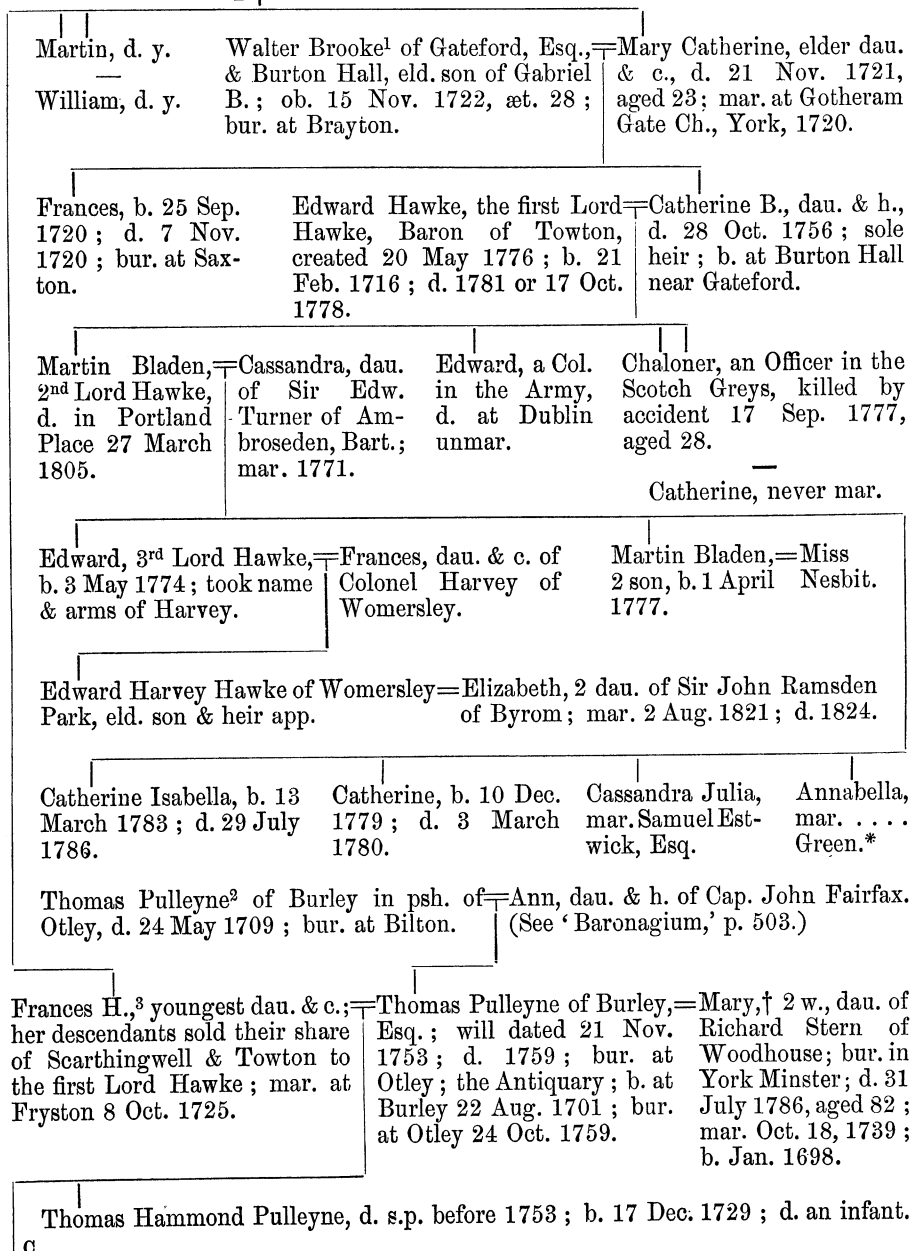 Martin, d. y.
—
William, d. y.
Walter Brooke¹ of Gateford, Esq.,
& Burton Hall, eld. son of Gabriel
B. ; ob. 15 Nov. 1722, æt. 28 ;
bur. at Brayton.
Mary Catherine, elder dau.
& c., d. 21 Nov. 1721,
aged 23 ; mar. at Gotheram
Gate Ch., York, 1720.
Frances, b. 25 Sep.
1720 ; d. 7 Nov.
1720 ; bur. at Sax-
ton.
Edward Hawke, the first Lord
Hawke, Baron of Towton,
created 20 May 1776 ; b. 21
Feb. 1716 ; d. 1781 or 17 Oct.
1778.
Catherine B., dau. & h.,
d. 28 Oct. 1756 ; sole
heir ; b. at Burton Hall
near Gateford.
Martin Bladen,
2nd Lord Hawke,
d. in Portland
Place 27 March
1805.
Cassandra, dau.
of Sir Edw.
Turner of Am-
broseden, Bart. ;
mar. 1771.
Edward, a Col.
in the Army,
d. at Dublin
unmar.
Chaloner, an Officer in the
Scotch Greys, killed by
accident 17 Sep. 1777,
aged 28.
—
Catherine, never mar.
Edward, 3rd Lord Hawke,
b. 3 May 1774 ; took name
& arms of Harvey.
Frances, dau. & c. of
Colonel Harvey of
Womersley.
Martin Bladen,=Miss
2 son, b. 1 April Nesbit.
1777.
Edward Harvey Hawke of Womersley=Elizabeth, 2 dau. of Sir John Ramsden
Park, eld. son & heir app. of Byrom ; mar. 2 Aug. 1821 ; d. 1824.
Catherine Isabella, b. 13
March 1783 ; d. 29 July
1786.
Catherine, b. 10 Dec.
1779 ; d. 3 March
1780.
Cassandra Julia,
mar. Samuel Est-
wick, Esq.
Annabella,
mar. . . . .
Green.*
Thomas Pulleyne² of Burley in psh. of
Otley, d. 24 May 1709 ; bur. at Bilton.
Ann, dau. & h. of Cap. John Fairfax.
(See ‘ Baronagium,’ p. 503.)
Frances H.,³ youngest dau. & c. ;
her descendants sold their share
of Scarthingwell & Towton to
the first Lord Hawke ; mar. at
Fryston 8 Oct. 1725.
Thomas Pulleyne of Burley,
Esq. ; will dated 21 Nov.
1753 ; d. 1759 ; bur. at
Otley ; the Antiquary ; b. at
Burley 22 Aug. 1701 ; bur.
at Otley 24 Oct. 1759.
=Mary,† 2 w., dau. of
Richard Stern of
Woodhouse ; bur. in
York Minster ; d. 31
July 1786, aged 82 ;
mar. Oct. 18, 1739 ;
b. Jan. 1698.
Thomas Hammond Pulleyne, d. s.p. before 1753 ; b. 17 Dec. 1729 ; d. an infant.